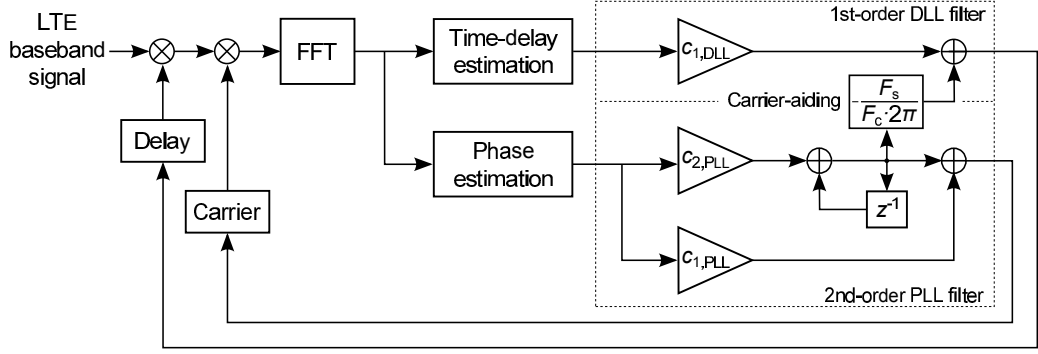 LTE
baseband
signal
Delay
Carrier
FFT
Time-delay
estimation
Phase
estimation
1st-order DLL filter
c1,DLL
Carrier-aiding
Fs
Fc·2π
c2,PLL
z-1
c1,PLL
2nd-order PLL filter